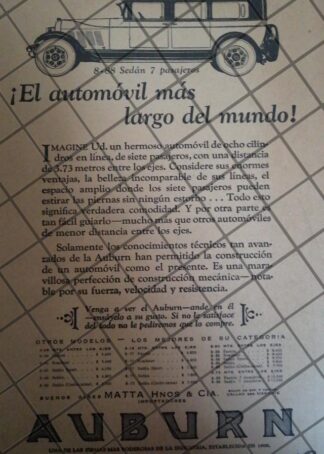 8-88 Sedán 7 pasajeros
¡El automóvil más
largo del mundo!
IMAGINE Ud. un hermoso automóvil de ocho cilin-
dros en línea, de siete pasajeros, con una distancia
de 3.73 metros entre los ejes. Considere sus enormes
ventajas, la belleza incomparable de sus líneas, el
espacio amplio donde los siete pasajeros pueden
estirar las piernas sin ningún estorbo . . . Todo esto
significa verdadera comodidad. Y por otra parte es
tan fácil guiarlo—mucho más que otros automóviles
de menor distancia entre los ejes.
Solamente los conocimientos técnicos tan avan-
zados de la Auburn han permitido la construcción
de un automóvil como el presente. Es una mara-
villosa perfección de construcción mecánica—nota-
ble por su fuerza, velocidad y resistencia.
Venga a ver el Auburn—ande en él
—ensáyelo a su gusto. Si no le satisface
del todo no le pediremos que lo compre.
OTROS MODELOS — LOS MEJORES DE SU CATEGORIA
BUENOS AIRES MATTA HNOS & CIA.
IMPORTADORES
AUBURN